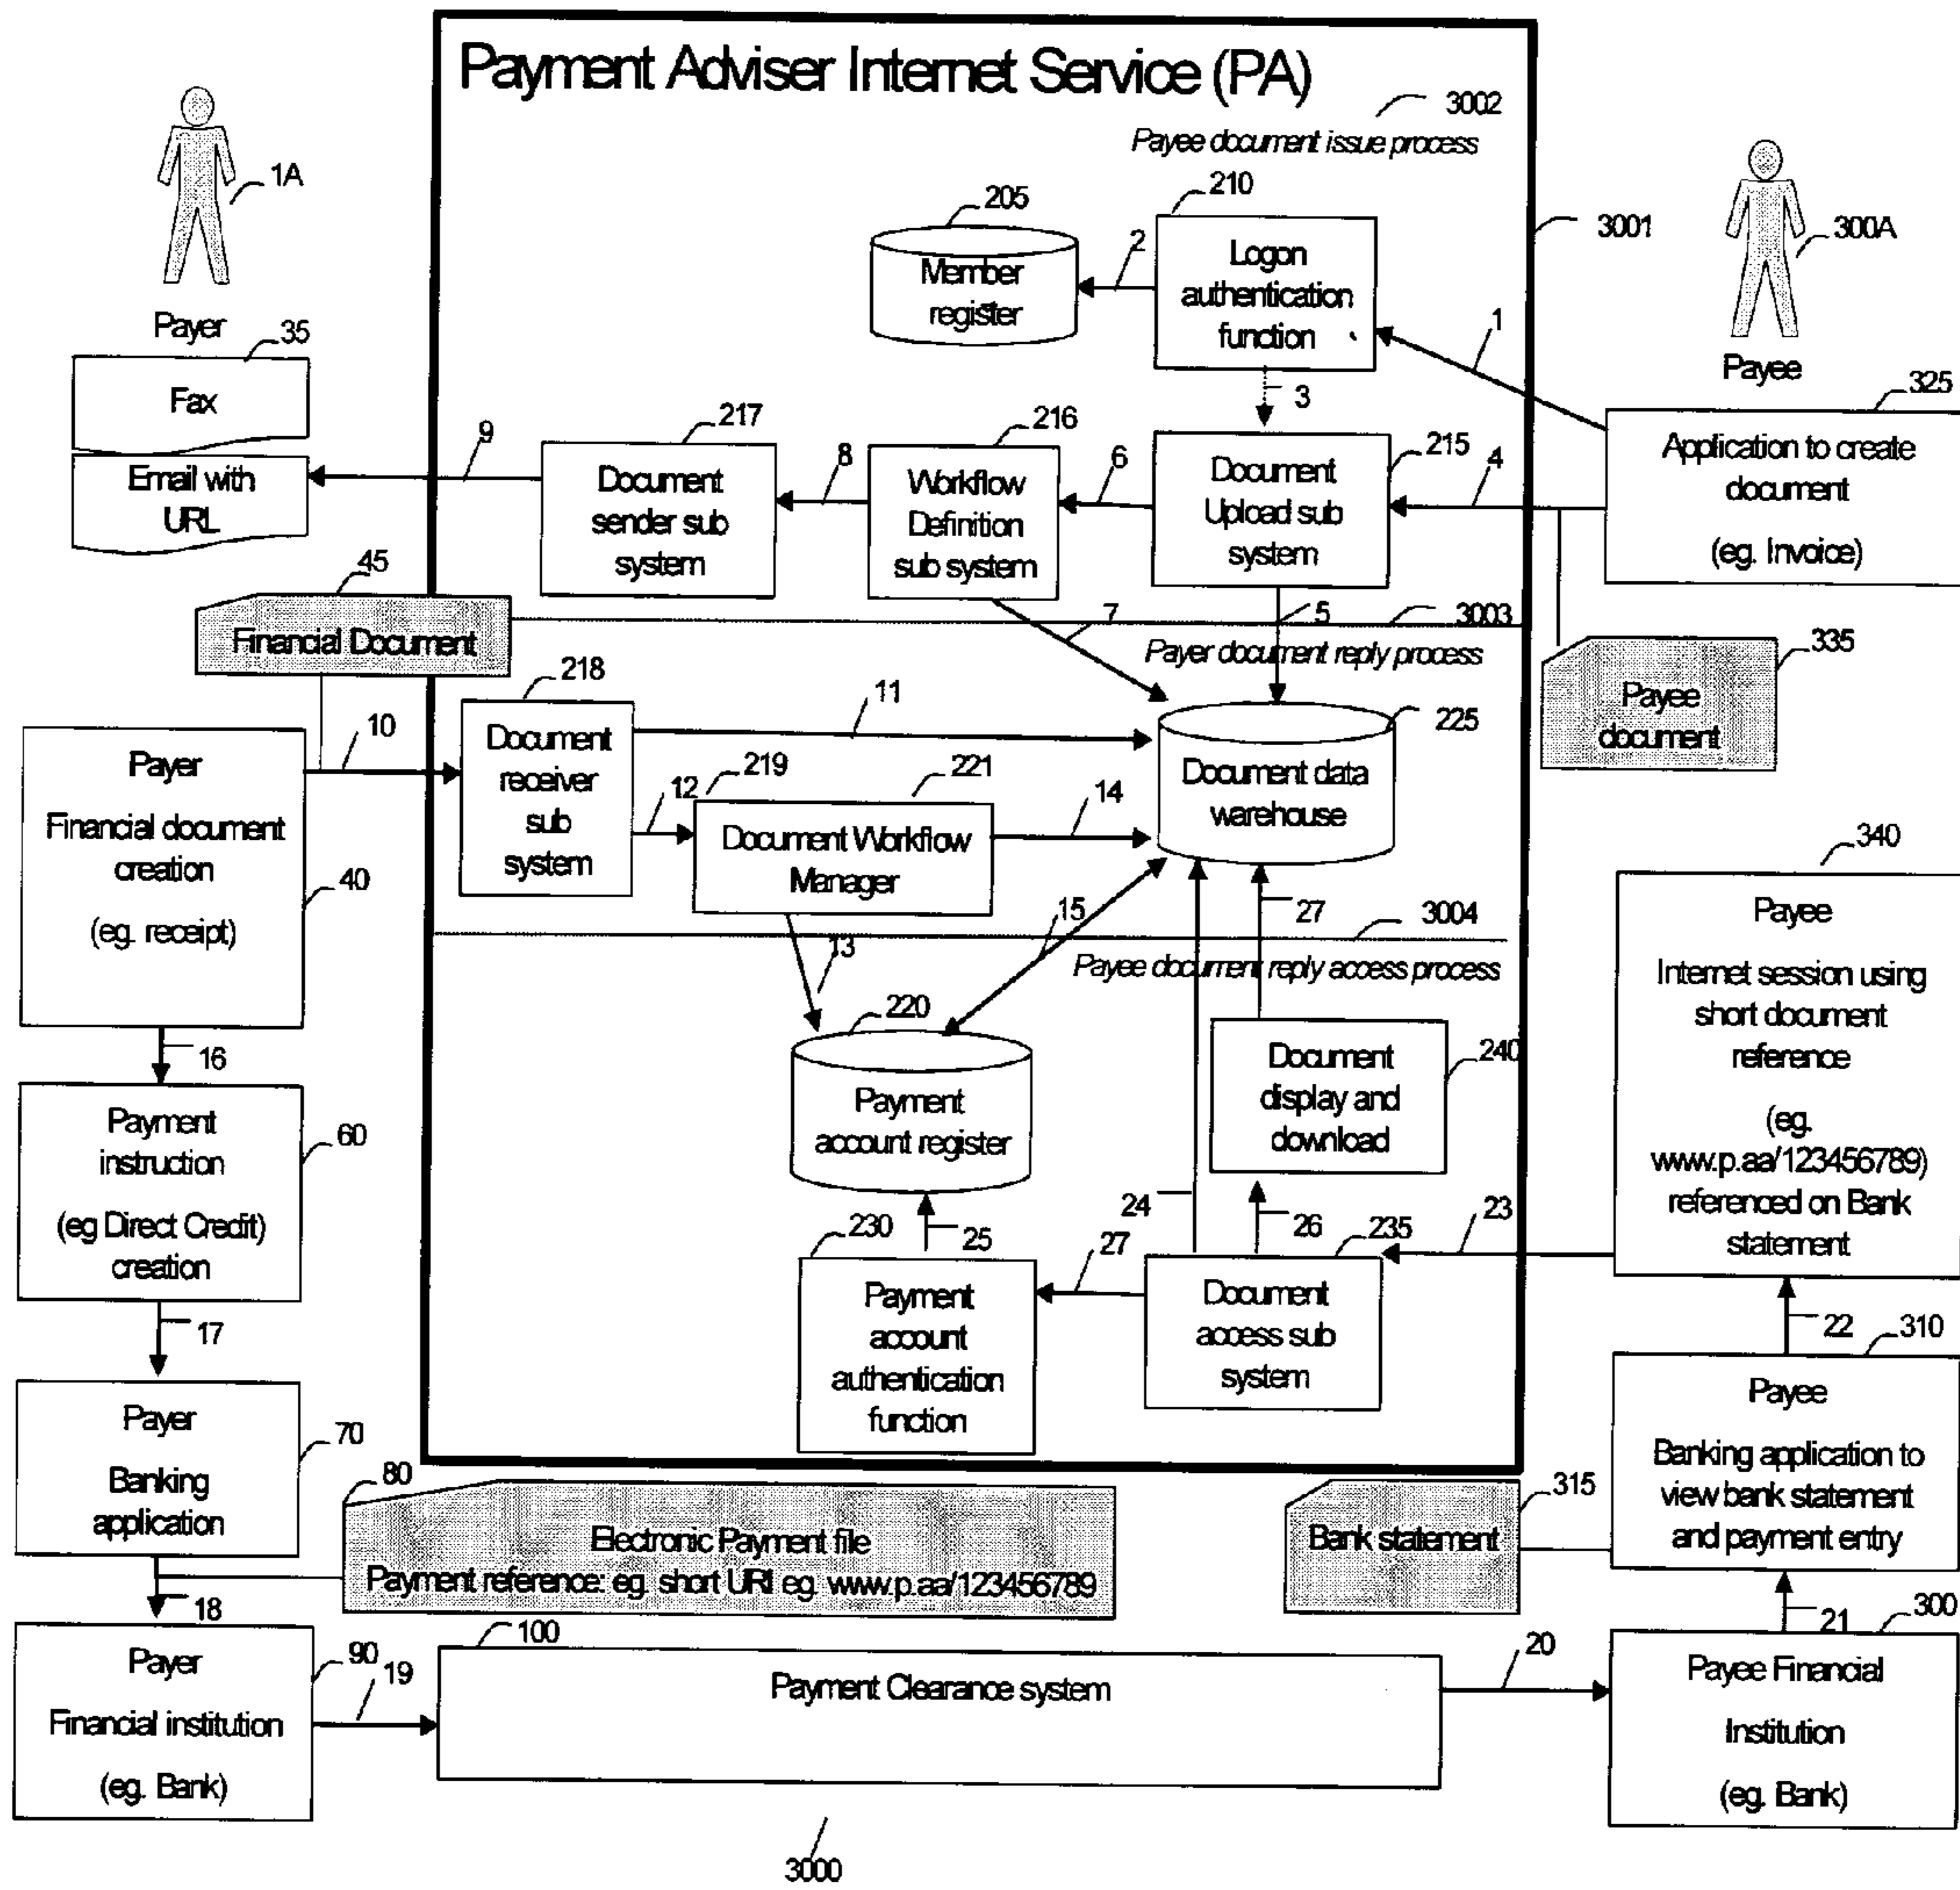 Payment Adviser Internet Service (PA)
3002
Payee document issue process
1A
Payer
35
Fax
Email with
URL
9
205
Member
register
2
210
Logon
authentication
function
3001
300A
Payee
1
3
325
Application to create
document
(eg. Invoice)
217
Document
sender sub
system
8
216
Workflow
Definition
sub system
6
Document
Upload sub
system
215
4
45
Financial Document
7
5
3003
Payer document reply process
335
Payee
document
10
218
Document
receiver
sub
system
11
12
219
221
Document Workflow
Manager
14
225
Document data
warehouse
Payer
Financial document
creation
(eg. receipt)
40
13
15
27
3004
Payee document reply access process
340
Payee
Internet session using
short document
reference
(eg.
www.p.aa/123456789)
referenced on Bank
statement
16
220
Payment
account register
Document
display and
download
240
Payment
instruction
(eg Direct Credit)
creation
60
24
23
17
230
25
27
26
235
Payment
account
authentication
function
Document
access sub
system
22
310
Payee
Banking application to
view bank statement
and payment entry
Payer
Banking
application
70
80
Electronic Payment file
Payment reference: eg. short URI eg. www.p.aa/123456789
315
Bank statement
18
21
300
Payer
Financial institution
(eg. Bank)
90
19
100
Payment Clearance system
20
Payee Financial
Institution
(eg. Bank)
3000